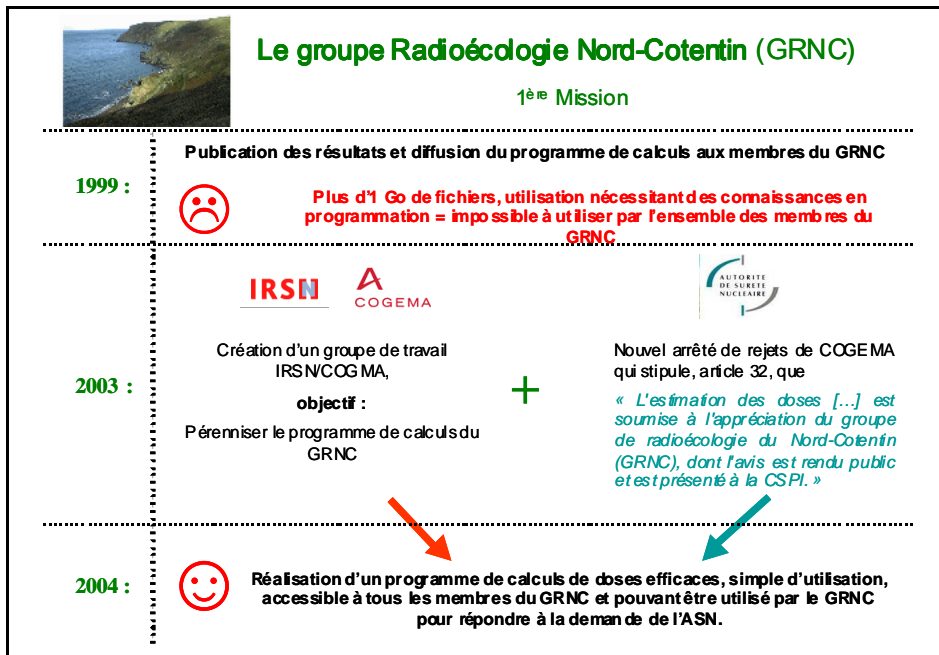 Le groupe Radioécologie Nord-Cotentin (GRNC)
1ère Mission
1999 :
Publication des résultats et diffusion du programme de calculs aux membres du GRNC
Plus d'1 Go de fichiers, utilisation nécessitant des connaissances en
programmation = impossible à utiliser par l'ensemble des membres du
GRNC
2003 :
IRSN
COGEMA
Création d'un groupe de travail
IRSN/COGMA,
objectif :
Pérenniser le programme de calculs du
GRNC
+
AUTORITE
DE SURETE
NUCLEAIRE
Nouvel arrêté de rejets de COGEMA
qui stipule, article 32, que
« L'estimation des doses […] est
soumise à l'appréciation du groupe
de radioécologie du Nord-Cotentin
(GRNC), dont l'avis est rendu public
et est présenté à la CSPI. »
2004 :
Réalisation d'un programme de calculs de doses efficaces, simple d'utilisation,
accessible à tous les membres du GRNC et pouvant être utilisé par le GRNC
pour répondre à la demande de l'ASN.